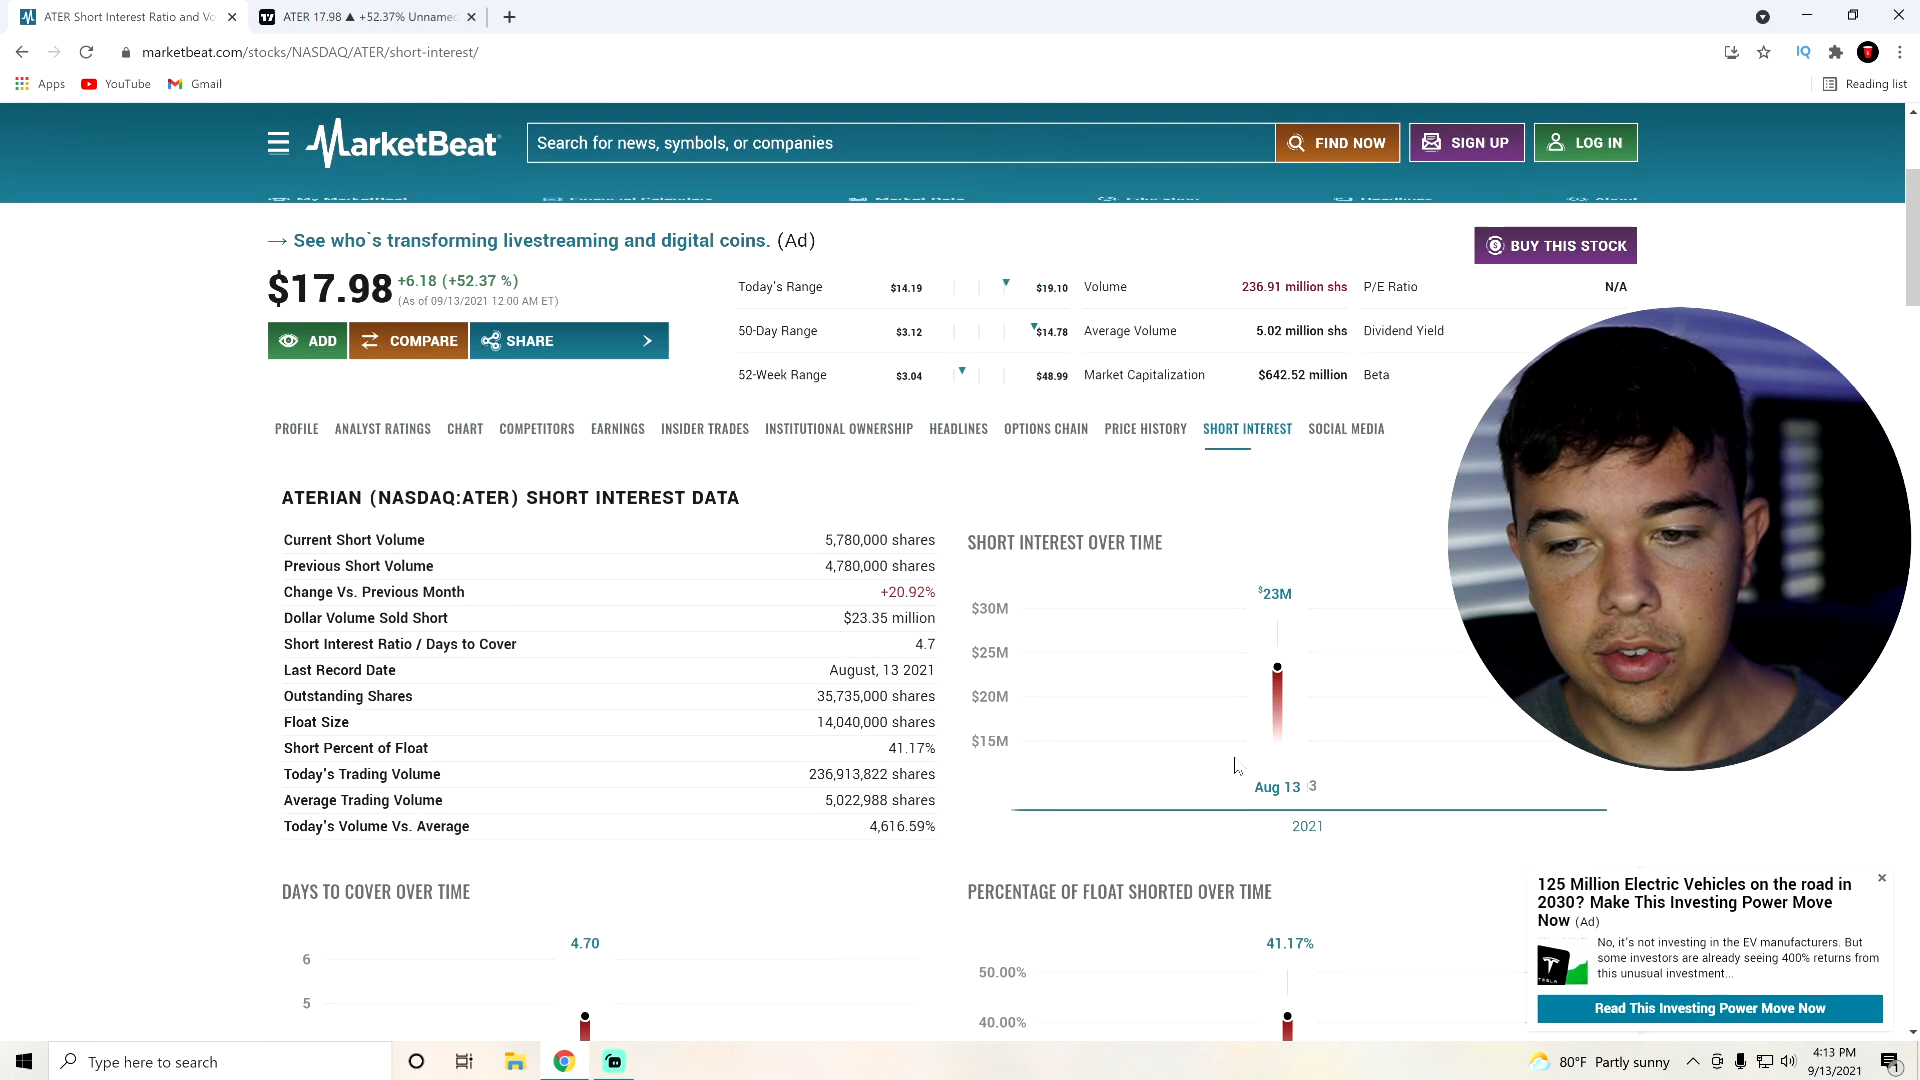 ATER Short Interest Ratio and Vo
ATER 17.98 ▲ +52.37% Unnamed
marketbeat.com/stocks/NASDAQ/ATER/short-interest/
IQ
Apps YouTube Gmail Reading list
MarketBeat Search for news, symbols, or companies FIND NOW SIGN UP LOG IN
→ See who`s transforming livestreaming and digital coins. (Ad)
BUY THIS STOCK
$17.98 +6.18 (+52.37 %)
(As of 09/13/2021 12:00 AM ET)
ADD COMPARE SHARE
Today's Range $14.19 $19.10 Volume 236.91 million shs P/E Ratio N/A
50-Day Range $3.12 $14.78 Average Volume 5.02 million shs Dividend Yield
52-Week Range $3.04 $48.99 Market Capitalization $642.52 million Beta
PROFILE ANALYST RATINGS CHART COMPETITORS EARNINGS INSIDER TRADES INSTITUTIONAL OWNERSHIP HEADLINES OPTIONS CHAIN PRICE HISTORY SHORT INTEREST SOCIAL MEDIA
ATERIAN (NASDAQ:ATER) SHORT INTEREST DATA
Current Short Volume 5,780,000 shares
Previous Short Volume 4,780,000 shares
Change Vs. Previous Month +20.92%
Dollar Volume Sold Short $23.35 million
Short Interest Ratio / Days to Cover 4.7
Last Record Date August, 13 2021
Outstanding Shares 35,735,000 shares
Float Size 14,040,000 shares
Short Percent of Float 41.17%
Today's Trading Volume 236,913,822 shares
Average Trading Volume 5,022,988 shares
Today's Volume Vs. Average 4,616.59%
SHORT INTEREST OVER TIME
$23M
$30M
$25M
$20M
$15M
Aug 13
2021
DAYS TO COVER OVER TIME
4.70
6
5
PERCENTAGE OF FLOAT SHORTED OVER TIME
41.17%
50.00%
40.00%
125 Million Electric Vehicles on the road in
2030? Make This Investing Power Move
Now (Ad)
No, it's not investing in the EV manufacturers. But
some investors are already seeing 400% returns from
this unusual investment...
Read This Investing Power Move Now
Type here to search
80°F Partly sunny
4:13 PM
9/13/2021
1